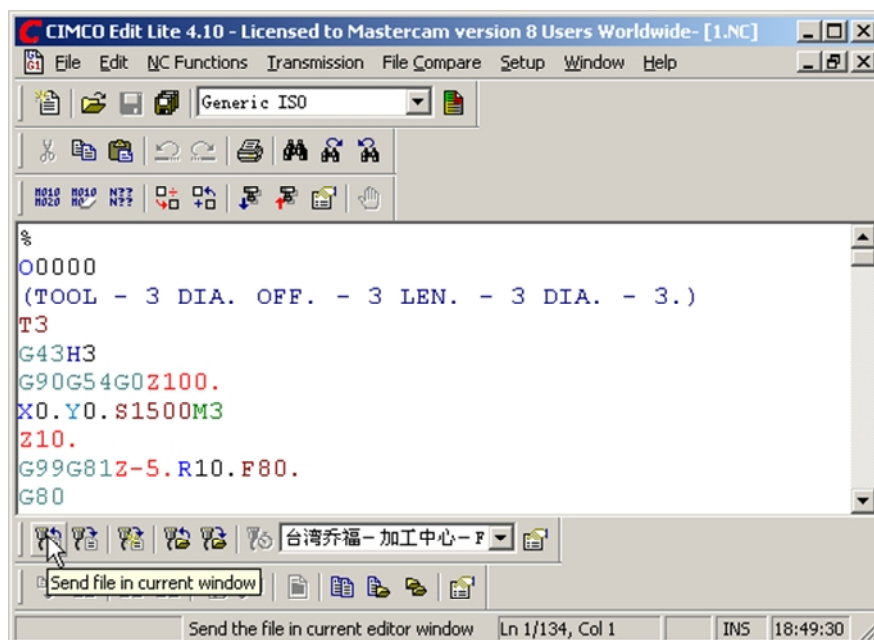 CIMCO Edit Lite 4.10 - Licensed to Mastercam version 8 Users Worldwide- [1.NC]
File Edit NC Functions Transmission File Compare Setup Window Help
Generic ISO
%
O0000
(TOOL - 3 DIA. OFF. - 3 LEN. - 3 DIA. - 3.)
T3
G43H3
G90G54G0Z100.
X0.Y0.S1500M3
Z10.
G99G81Z-5.R10.F80.
G80
台湾乔福-加工中心-F
Send file in current window
Send the file in current editor window Ln 1/134, Col 1 INS 18:49:30